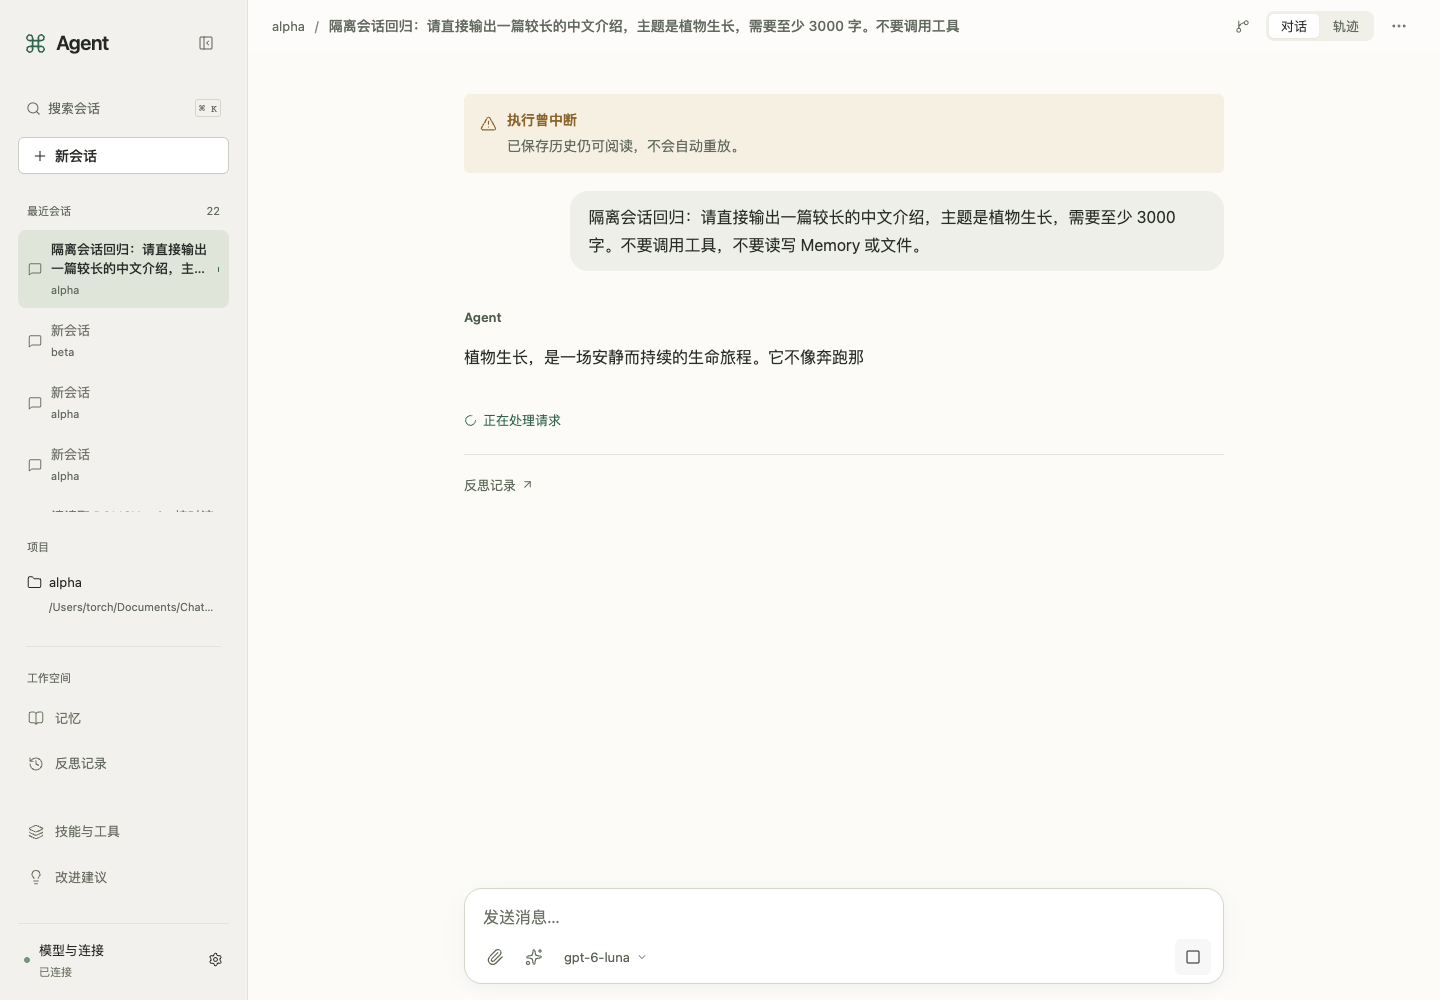 Agent
搜索会话
⌘ K
新会话
最近会话 22
隔离会话回归：请直接输出
一篇较长的中文介绍，主...
alpha
新会话
beta
新会话
alpha
新会话
alpha
项目
alpha
/Users/torch/Documents/Chat...
工作空间
记忆
反思记录
技能与工具
改进建议
模型与连接
已连接
alpha / 隔离会话回归：请直接输出一篇较长的中文介绍，主题是植物生长，需要至少 3000 字。不要调用工具
对话 轨迹
执行曾中断
已保存历史仍可阅读，不会自动重放。
隔离会话回归：请直接输出一篇较长的中文介绍，主题是植物生长，需要至少 3000
字。不要调用工具，不要读写 Memory 或文件。
Agent
植物生长，是一场安静而持续的生命旅程。它不像奔跑那
正在处理请求
反思记录
发送消息...
gpt-6-luna